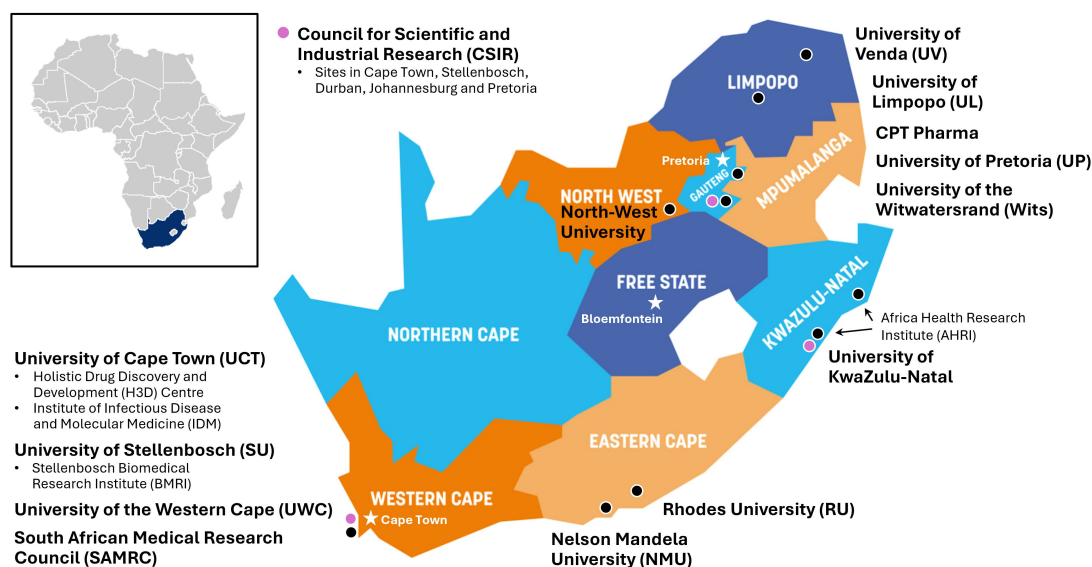 Council for Scientific and
Industrial Research (CSIR)
• Sites in Cape Town, Stellenbosch,
Durban, Johannesburg and Pretoria
University of
Venda (UV)
University of
Limpopo (UL)
CPT Pharma
University of Pretoria (UP)
University of the
Witwatersrand (Wits)
LIMPOPO
MPUMALANGA
Pretoria
GAUTENG
NORTH WEST
North-West
University
FREE STATE
Bloemfontein
KWAZULU-NATAL
Africa Health Research
Institute (AHRI)
University of
KwaZulu-Natal
NORTHERN CAPE
EASTERN CAPE
WESTERN CAPE
Cape Town
Rhodes University (RU)
Nelson Mandela
University (NMU)
University of Cape Town (UCT)
• Holistic Drug Discovery and
Development (H3D) Centre
• Institute of Infectious Disease
and Molecular Medicine (IDM)
University of Stellenbosch (SU)
• Stellenbosch Biomedical
Research Institute (BMRI)
University of the Western Cape (UWC)
South African Medical Research
Council (SAMRC)